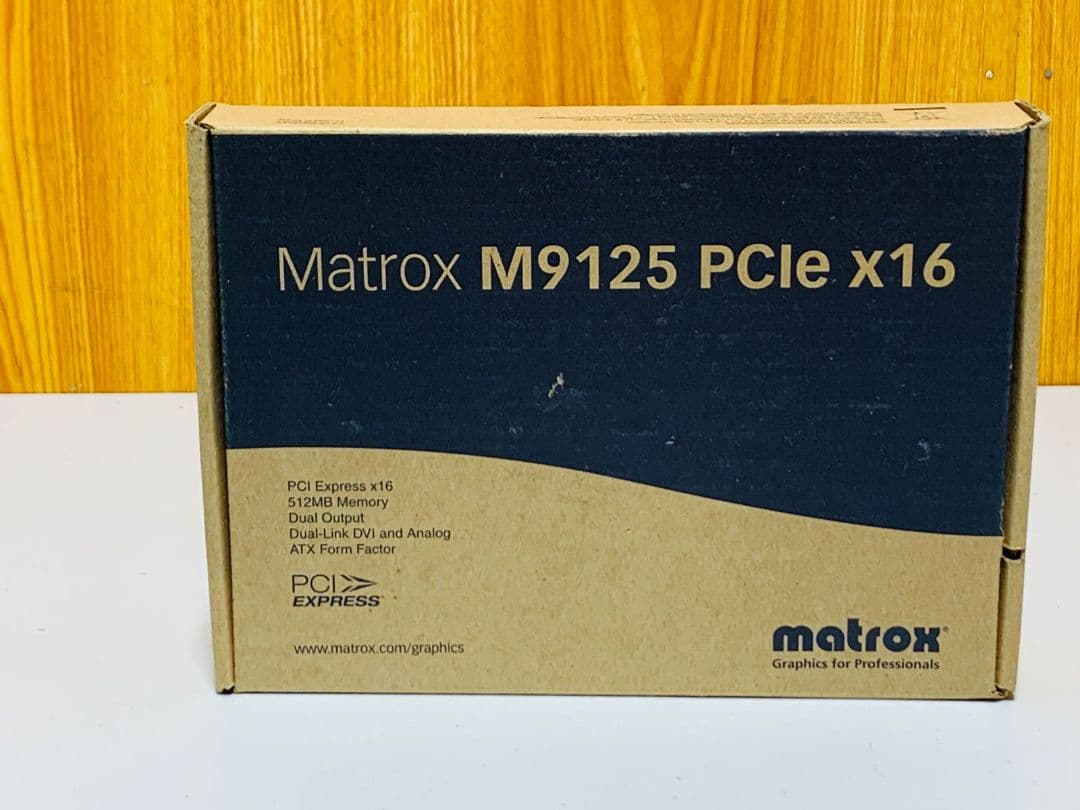 Matrox M9125 PCIe x16
PCI Express x16
512MB Memory
Dual Output
Dual-Link DVI and Analog
ATX Form Factor
PCI
EXPRESS
www.matrox.com/graphics
matrox
Graphics for Professionals